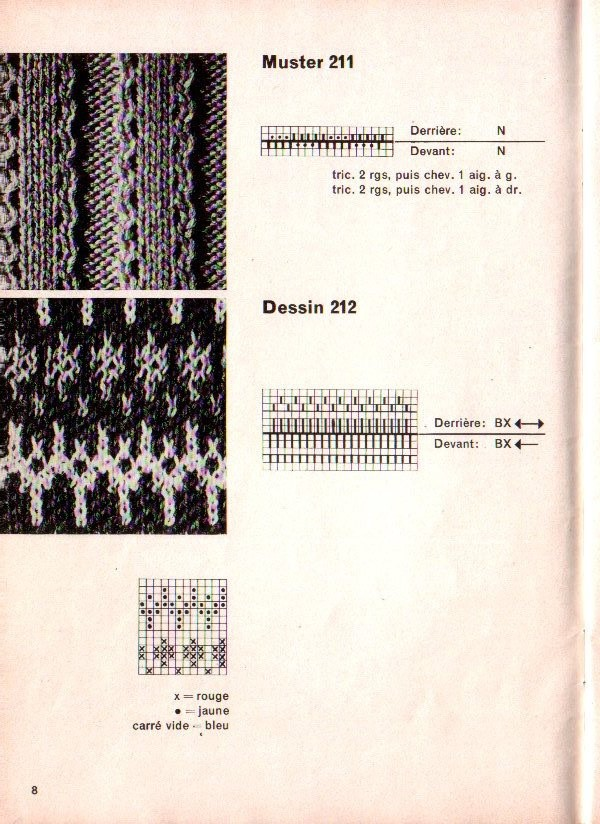 Muster 211
Derrière: N
Devant: N
tric. 2 rgs, puis chev. 1 aig. à g.
tric. 2 rgs, puis chev. 1 aig. à dr.
Dessin 212
Derrière: BX ↔
Devant: BX ←
x = rouge
• = jaune
carré vide = bleu
8